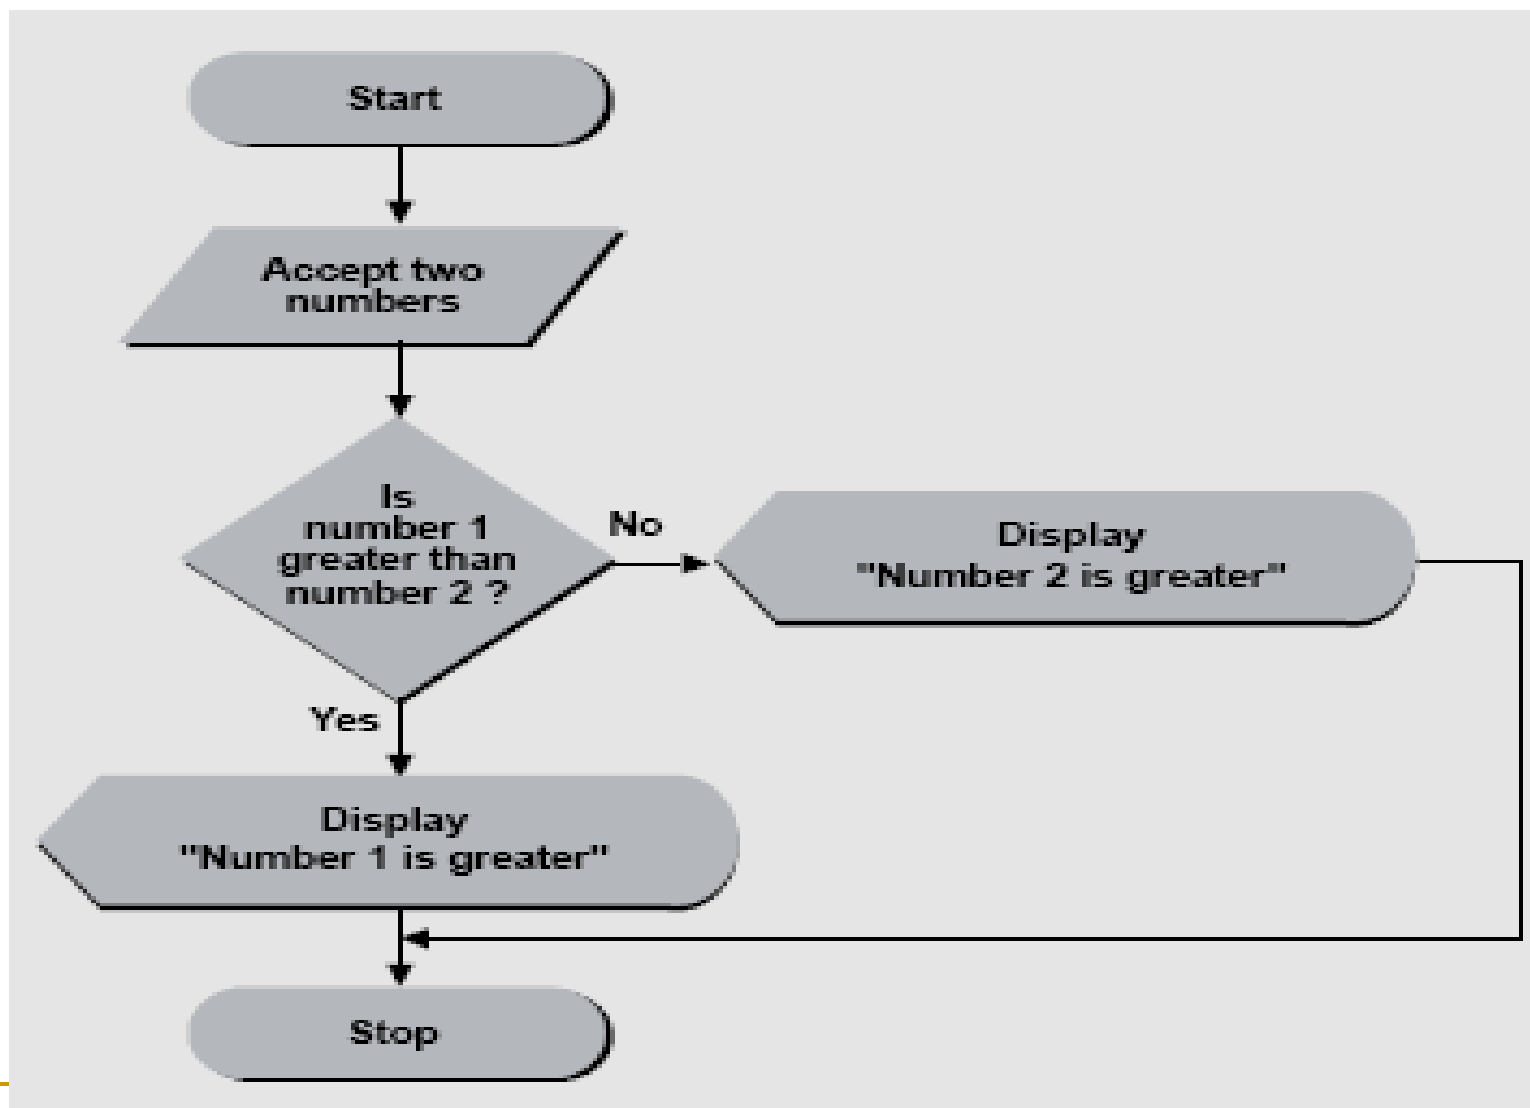 Start
Accept two
numbers
Is
number 1
greater than
number 2 ?
No
Display
"Number 2 is greater"
Yes
Display
"Number 1 is greater"
Stop